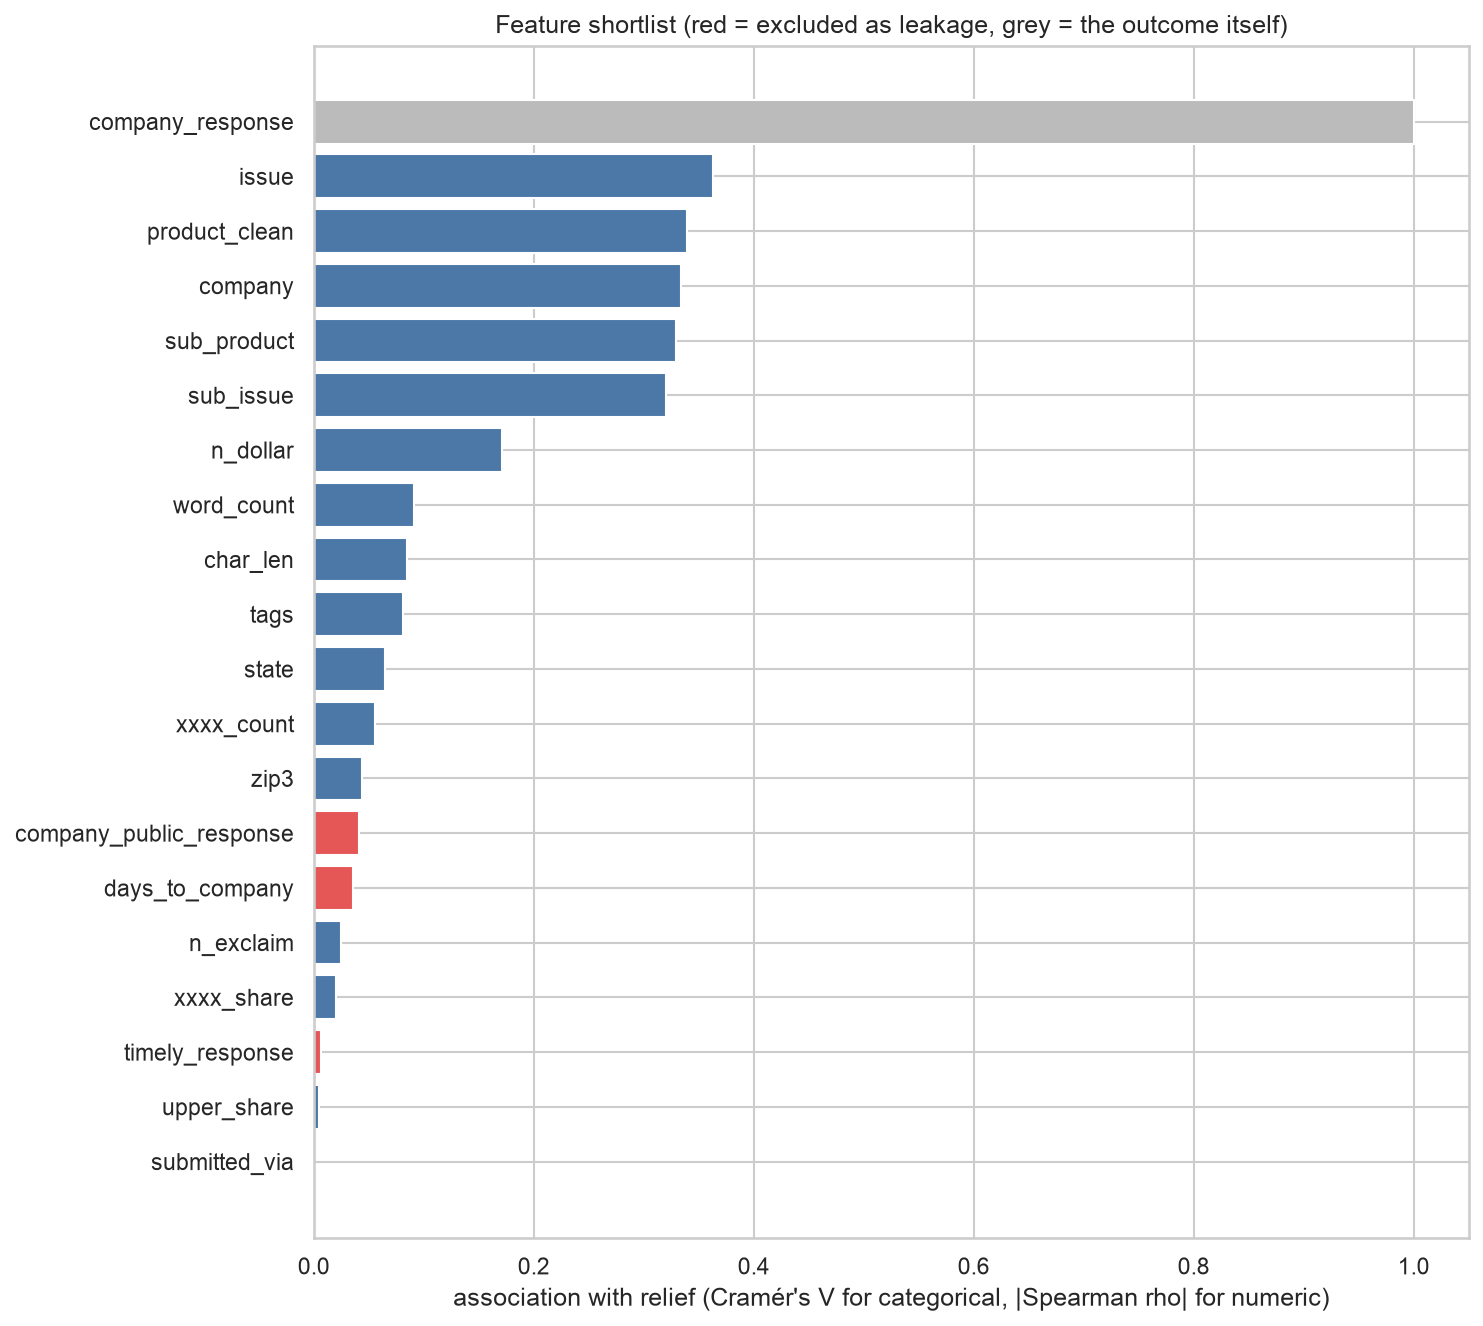 Feature shortlist (red = excluded as leakage, grey = the outcome itself)
company_response
issue
product_clean
company
sub_product
sub_issue
n_dollar
word_count
char_len
tags
state
xxxx_count
zip3
company_public_response
days_to_company
n_exclaim
xxxx_share
timely_response
upper_share
submitted_via
0.0 0.2 0.4 0.6 0.8 1.0
association with relief (Cramér's V for categorical, |Spearman rho| for numeric)